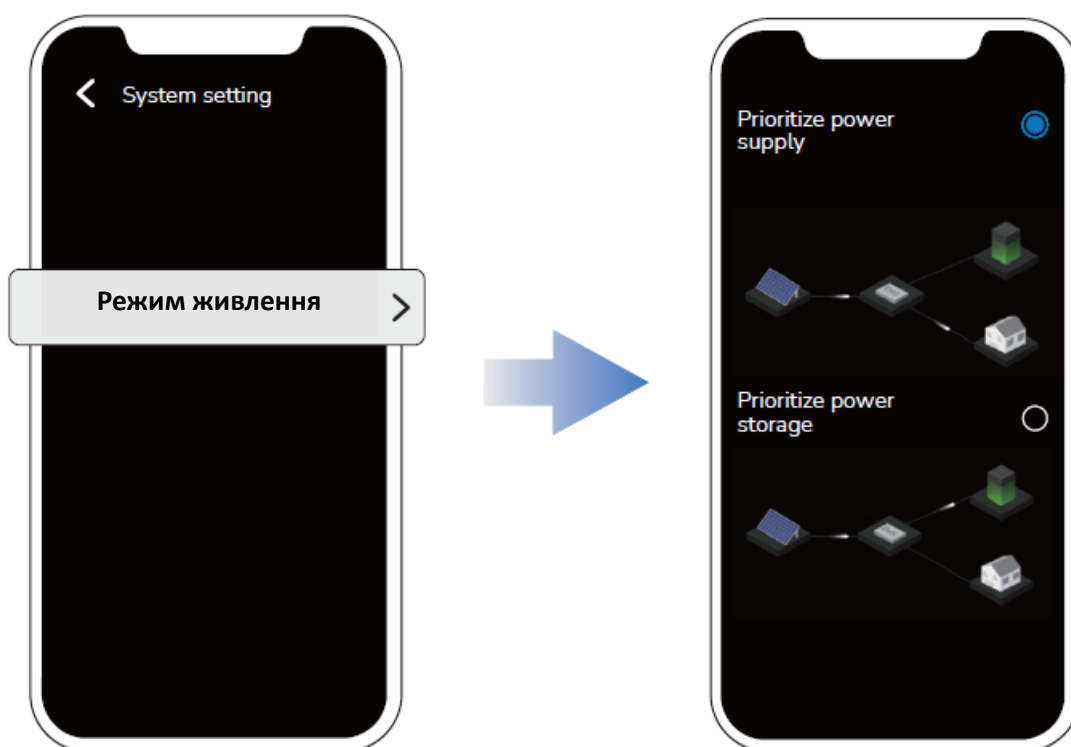 System setting
Режим живлення
Prioritize power
supply
Prioritize power
storage